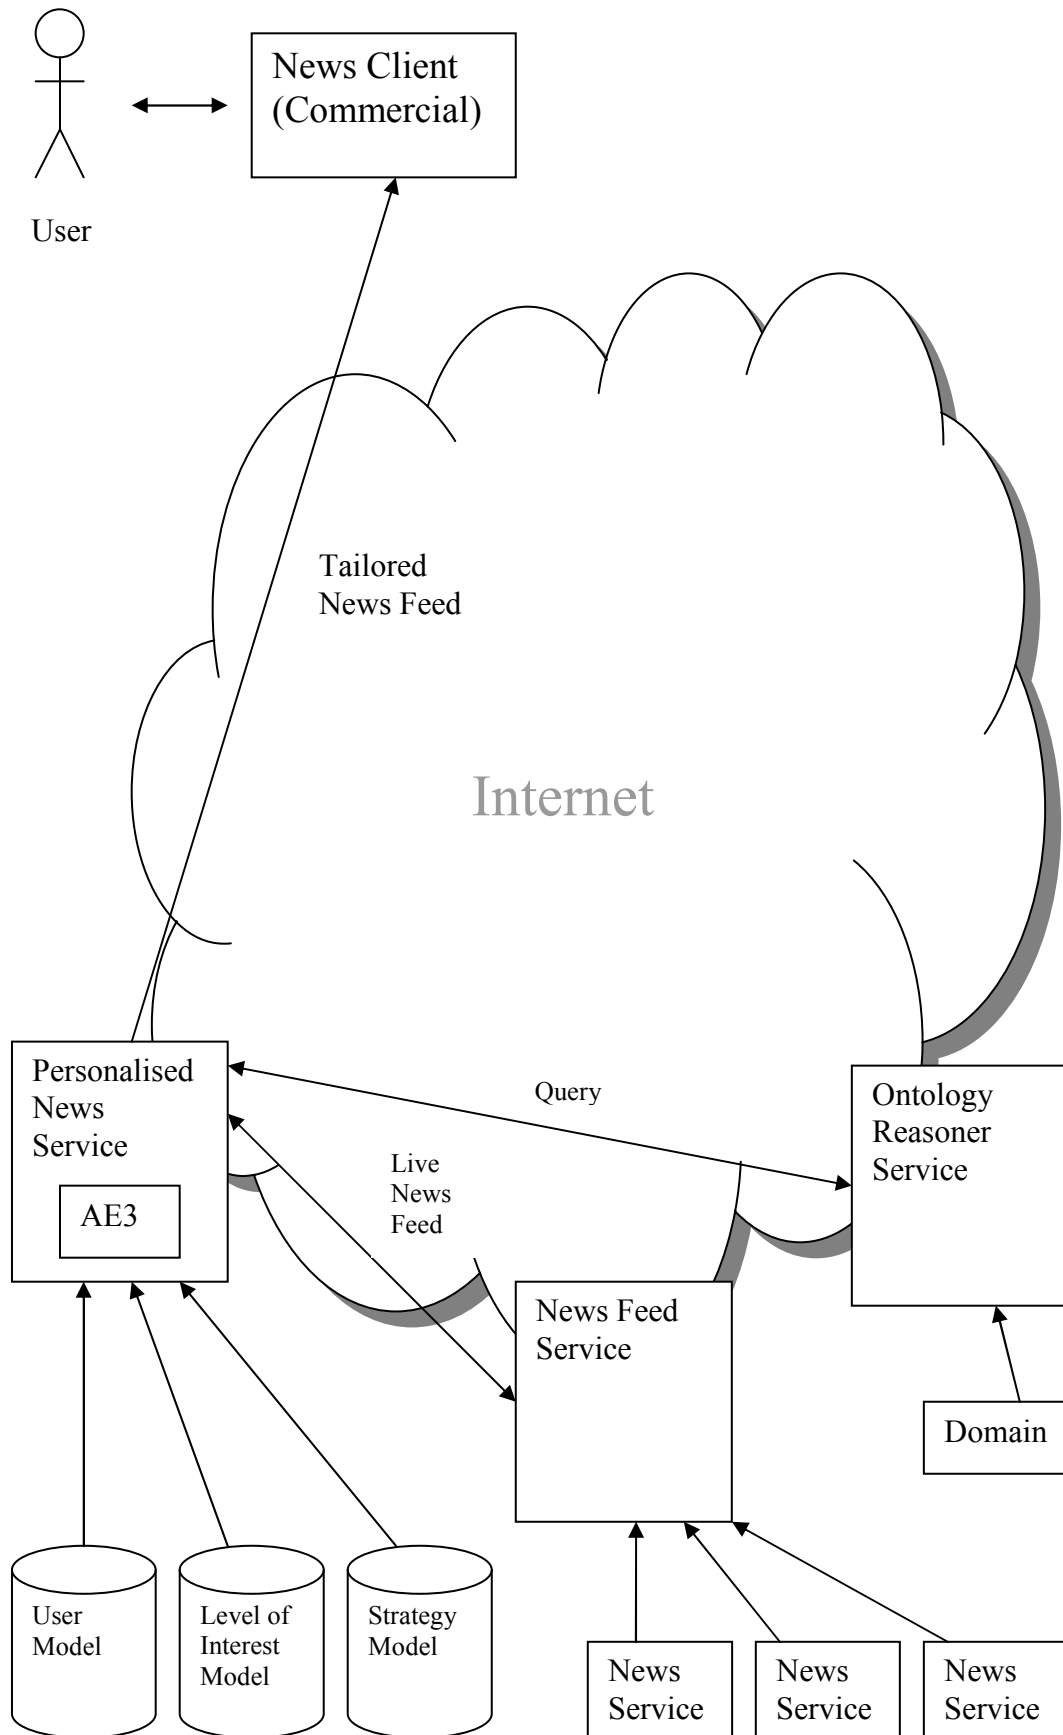 News Client
(Commercial)
User
Tailored
News Feed
Internet
Personalised
News
Service
AE3
Query
Ontology
Reasoner
Service
Live
News
Feed
News Feed
Service
Domain
User
Model
Level of
Interest
Model
Strategy
Model
News
Service
News
Service
News
Service